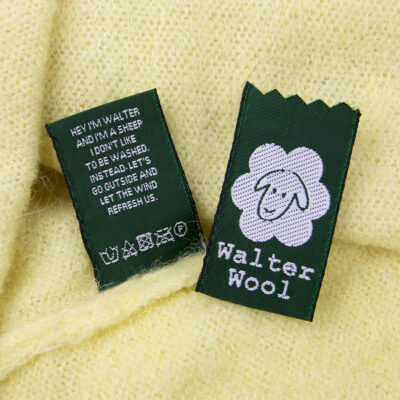 HEY I'M WALTER
AND I'M A SHEEP
I DON'T LIKE
TO BE WASHED.
INSTEAD, LET'S
GO OUTSIDE AND
LET THE WIND
REFRESH US.
P
Walter
Wool